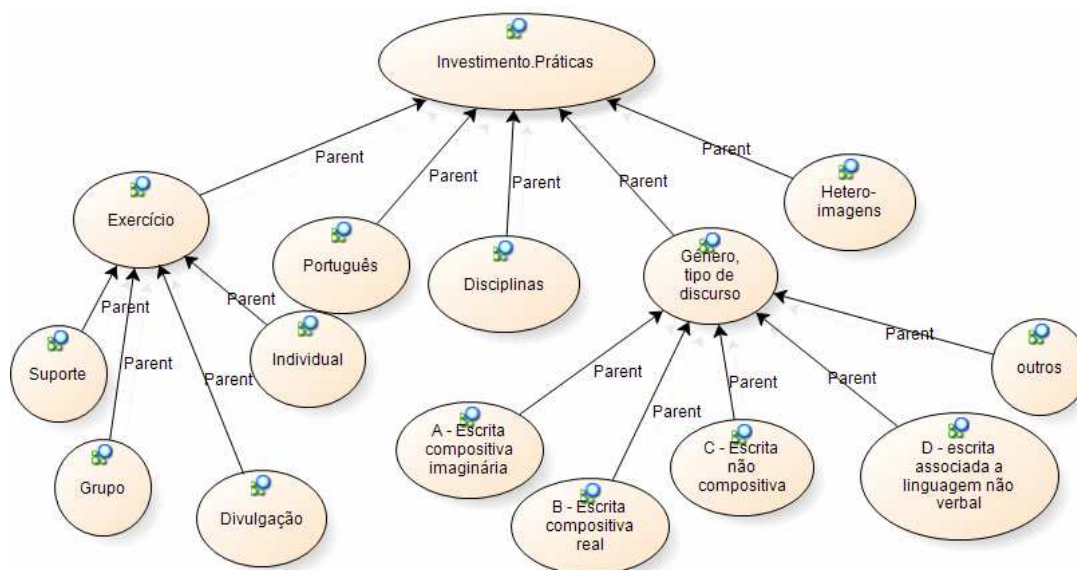 Investimento.Práticas
Parent
Parent
Parent
Parent
Parent
Exercício
Português
Disciplinas
Género,
tipo de
discurso
Hetero-
imagens
Parent
Parent
Parent
Parent
Suporte
Grupo
Divulgação
Individual
Parent
Parent
Parent
Parent
Parent
A - Escrita
compositiva
imaginária
B - Escrita
compositiva
real
C - Escrita
não
compositiva
D - escrita
associada a
linguagem não
verbal
outros